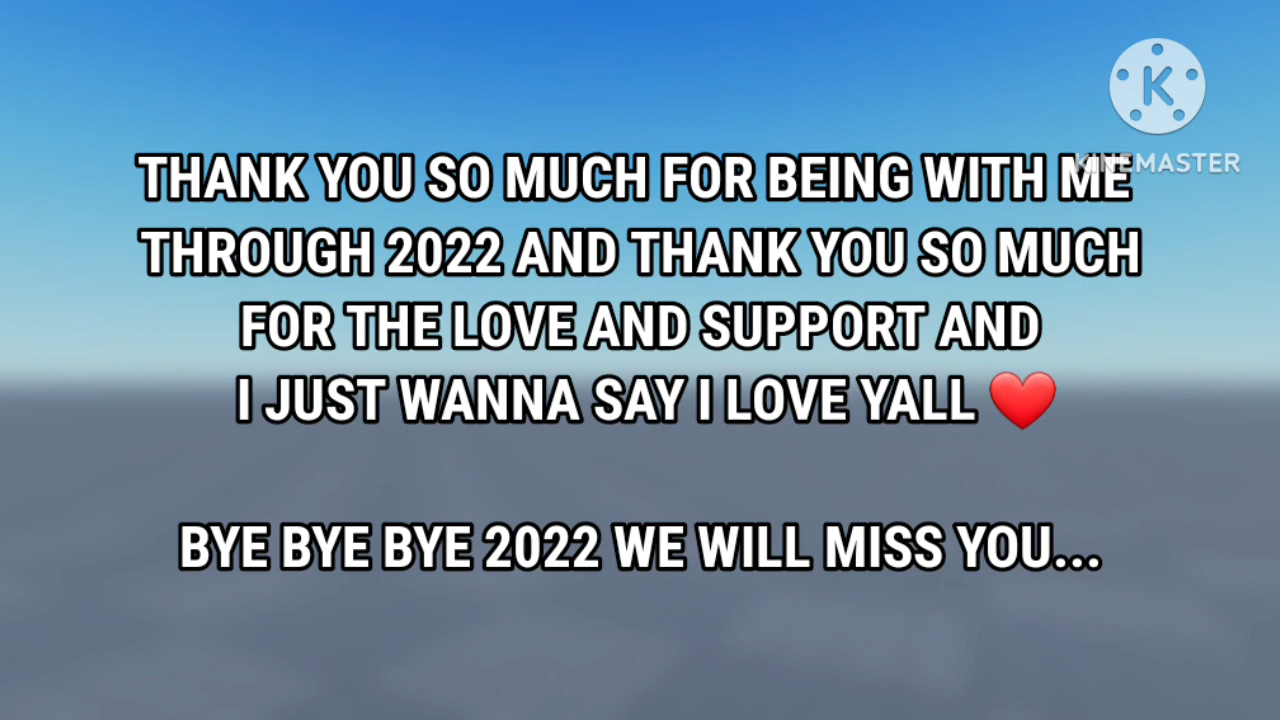 K
KINEMASTER
THANK YOU SO MUCH FOR BEING WITH ME
THROUGH 2022 AND THANK YOU SO MUCH
FOR THE LOVE AND SUPPORT AND
I JUST WANNA SAY I LOVE YALL ❤️
BYE BYE BYE 2022 WE WILL MISS YOU...